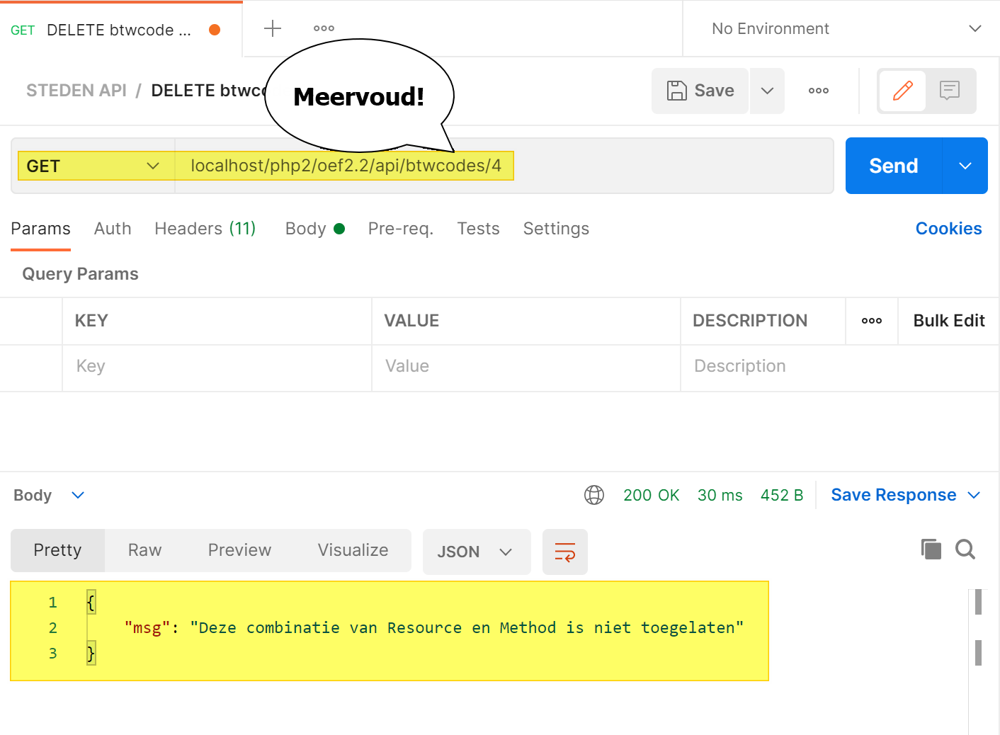 GET DELETE btwcode ...
No Environment
STEDEN API / DELETE btwc
Meervoud!
Save
GET
localhost/php2/oef2.2/api/btwcodes/4
Send
Params Auth Headers (11) Body Pre-req. Tests Settings Cookies
Query Params
KEY VALUE DESCRIPTION Bulk Edit
Key Value Description
Body 200 OK 30 ms 452 B Save Response
Pretty Raw Preview Visualize JSON
1 {
2 "msg": "Deze combinatie van Resource en Method is niet toegelaten"
3 }